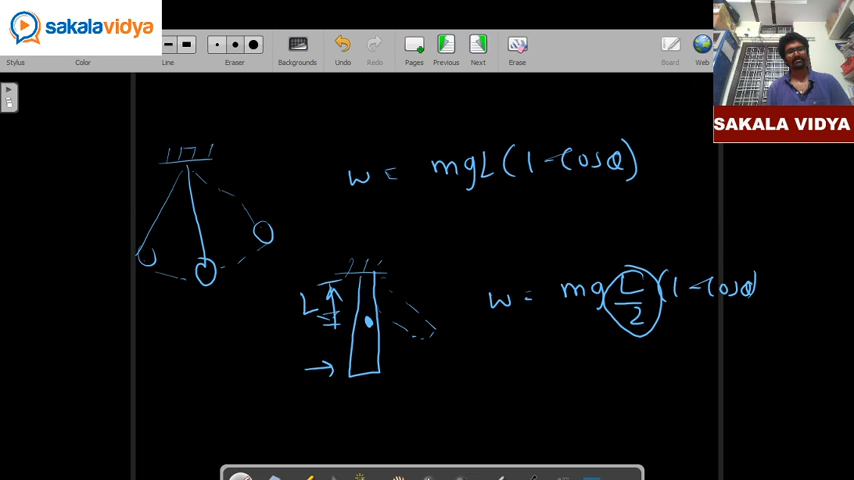 sakalavidya
Stylus Color Line Eraser Backgrounds Undo Redo Pages Previous Next Erase Board Web
SAKALA VIDYA
w = mgL(1-cosθ)
L
w = mg L/2 (1-cosθ)